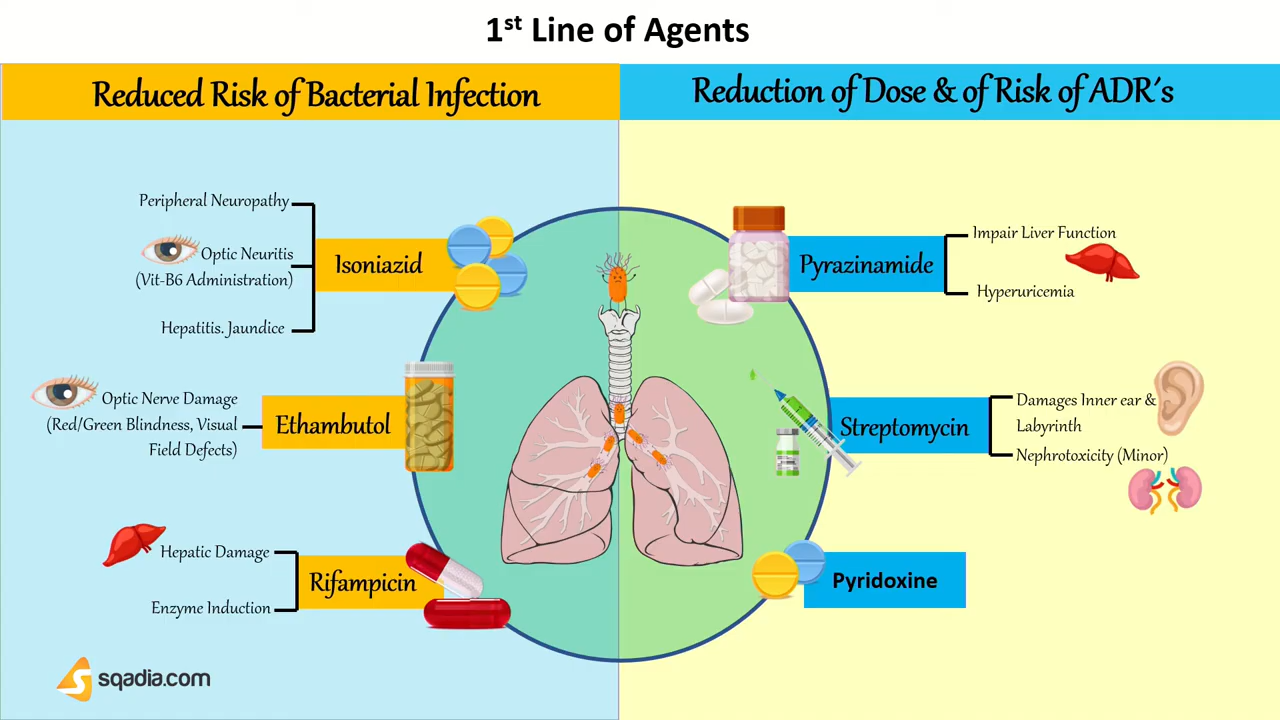 1st Line of Agents
Reduced Risk of Bacterial Infection
Reduction of Dose & of Risk of ADR's
Peripheral Neuropathy
Optic Neuritis
(Vit-B6 Administration)
Hepatitis. Jaundice
Isoniazid
Optic Nerve Damage
(Red/Green Blindness, Visual
Field Defects)
Ethambutol
Hepatic Damage
Enzyme Induction
Rifampicin
Pyrazinamide
Impair Liver Function
Hyperuricemia
Streptomycin
Damages Inner ear &
Labyrinth
Nephrotoxicity (Minor)
Pyridoxine
sqadia.com